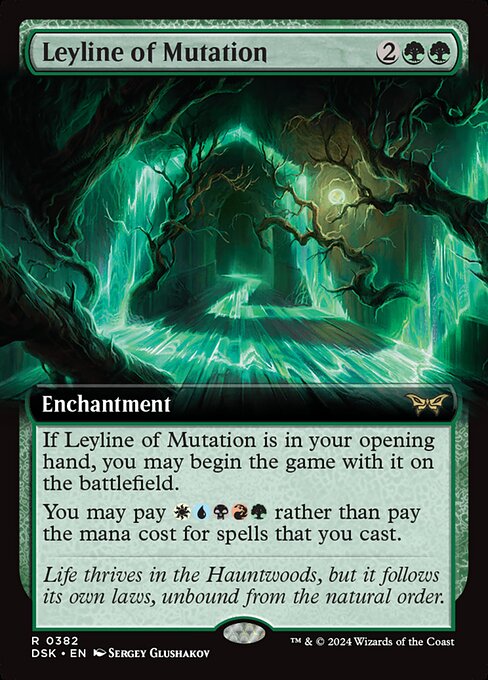 Leyline of Mutation 2
Enchantment
If Leyline of Mutation is in your opening
hand, you may begin the game with it on
the battlefield.
You may pay rather than pay
the mana cost for spells that you cast.
Life thrives in the Hauntwoods, but it follows
its own laws, unbound from the natural order.
R 0382
DSK • EN SERGEY GLUSHAKOV
™ & © 2024 Wizards of the Coast